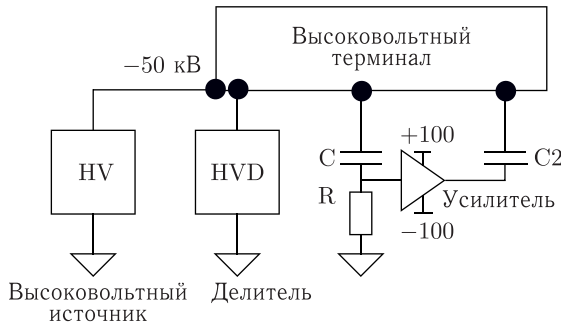 Высоковольтный
терминал
−50 кВ
+100
HV
HVD
C
C2
R
Усилитель
−100
Высоковольтный
источник
Делитель